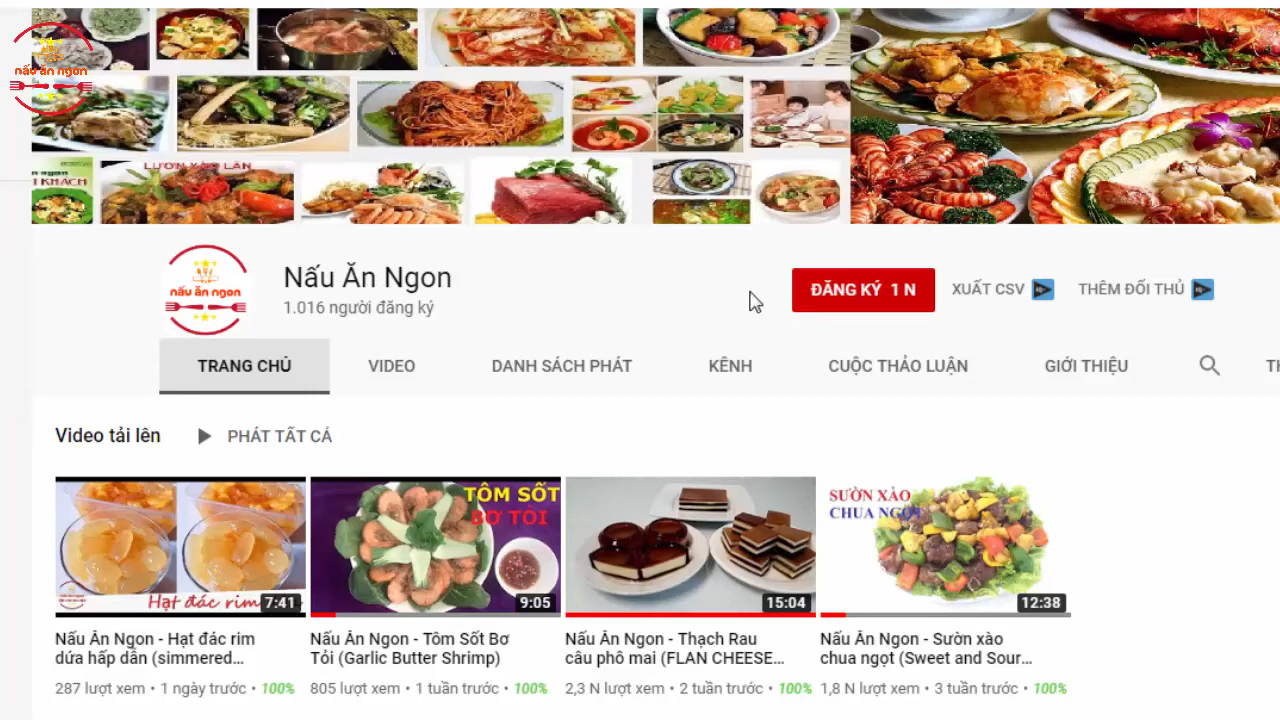 nấu ăn ngon
LƯƠN XÀO LĂN
nấu ăn ngon
Nấu Ăn Ngon
1.016 người đăng ký
ĐĂNG KÝ 1 N
XUẤT CSV
THÊM ĐỐI THỦ
TRANG CHỦ
VIDEO
DANH SÁCH PHÁT
KÊNH
CUỘC THẢO LUẬN
GIỚI THIỆU
Video tải lên
PHÁT TẤT CẢ
TÔM SỐT
BƠ TỎI
SƯỜN XÀO
CHUA NGỌT
Hạt đác rim
7:41
9:05
15:04
12:38
Nấu Ăn Ngon - Hạt đác rim
dứa hấp dẫn (simmered...
287 lượt xem • 1 ngày trước • 100%
Nấu Ăn Ngon - Tôm Sốt Bơ
Tỏi (Garlic Butter Shrimp)
805 lượt xem • 1 tuần trước • 100%
Nấu Ăn Ngon - Thạch Rau
câu phô mai (FLAN CHEESE...
2,3 N lượt xem • 2 tuần trước • 100%
Nấu Ăn Ngon - Sườn xào
chua ngọt (Sweet and Sour...
1,8 N lượt xem • 3 tuần trước • 100%